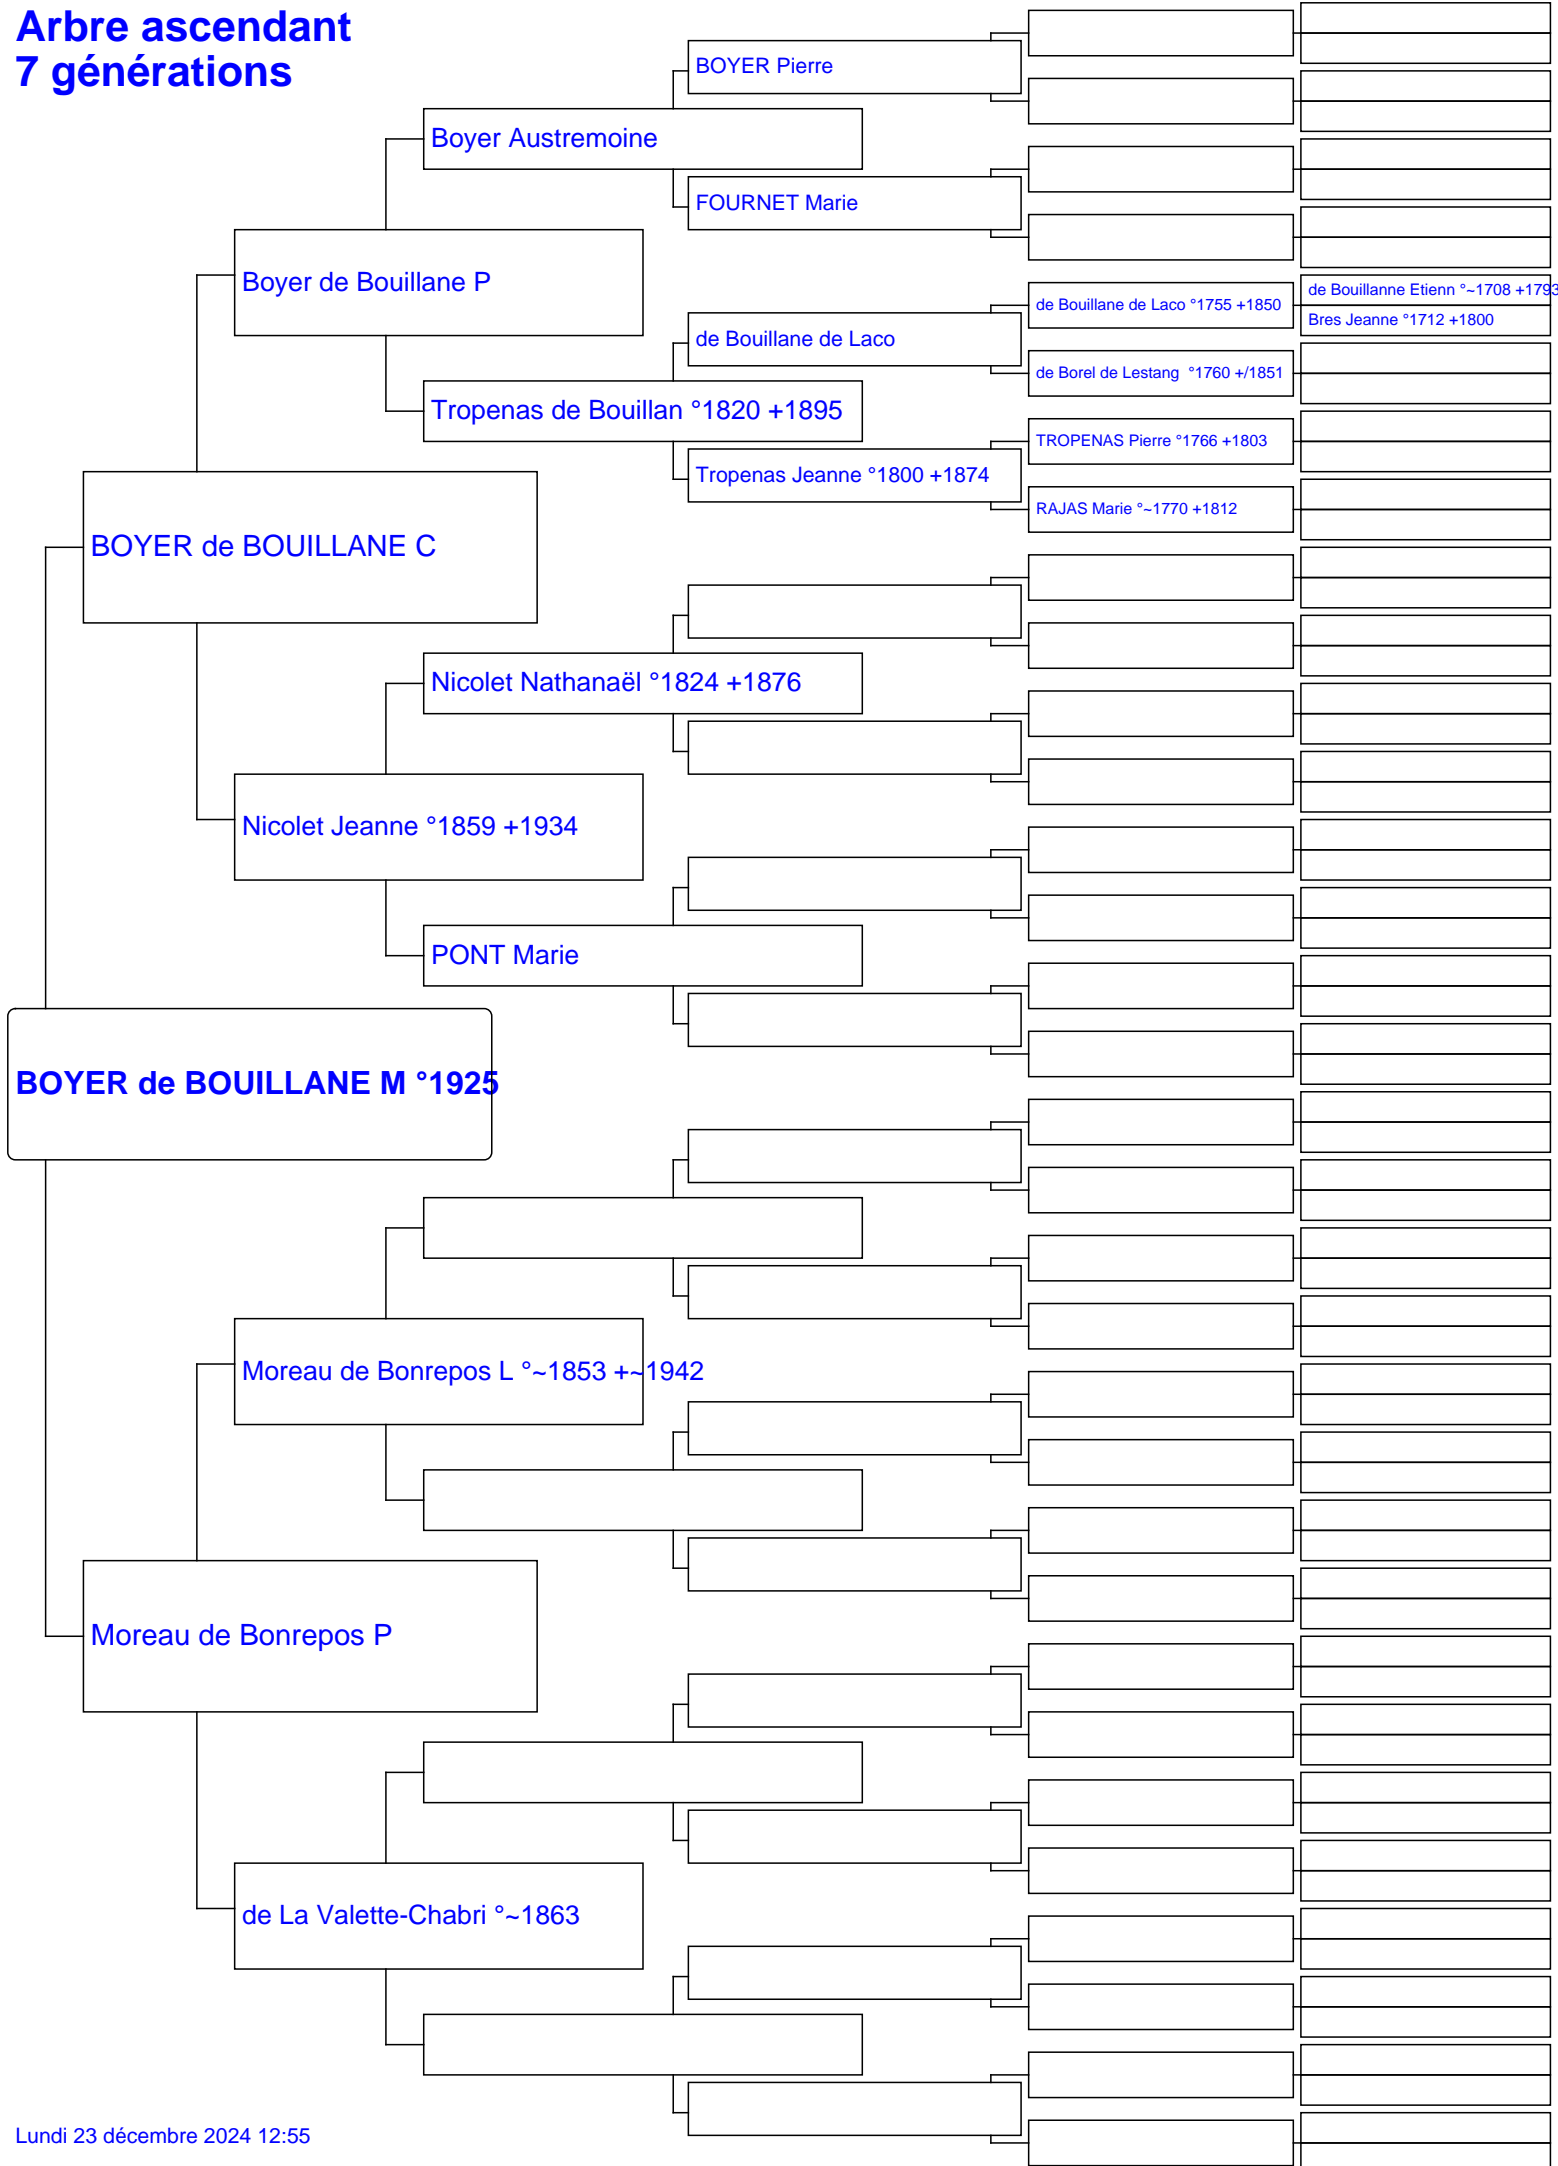 Arbre ascendant
7 générations
BOYER Pierre
Boyer Austremoine
FOURNET Marie
Boyer de Bouillane P
de Bouillanne Etienn °~1708 +1793
de Bouillane de Laco °1755 +1850
Bres Jeanne °1712 +1800
de Bouillane de Laco
de Borel de Lestang  °1760 +/1851
Tropenas de Bouillan °1820 +1895
TROPENAS Pierre °1766 +1803
Tropenas Jeanne °1800 +1874
RAJAS Marie °~1770 +1812
BOYER de BOUILLANE C
Nicolet Nathanaël °1824 +1876
Nicolet Jeanne °1859 +1934
PONT Marie
BOYER de BOUILLANE M °1925
Moreau de Bonrepos L °~1853 +~1942
Moreau de Bonrepos P
de La Valette-Chabri °~1863
Lundi 23 décembre 2024 12:55